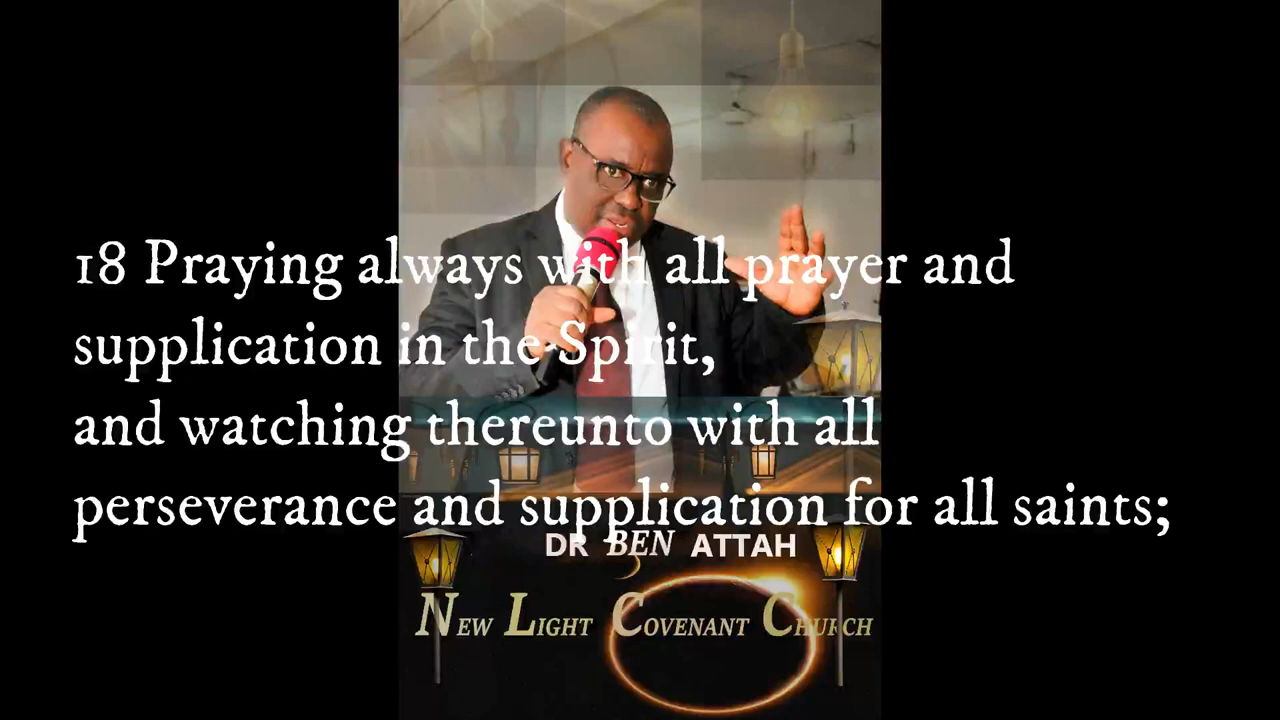 18 Praying always with all prayer and
supplication in the Spirit,
and watching thereunto with all
perseverance and supplication for all saints;
DR BEN ATTAH
NEW LIGHT COVENANT CHURCH